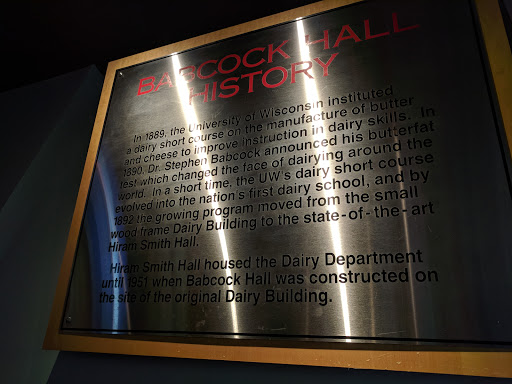 BABCOCK HALL
HISTORY
In 1889, the University of Wisconsin instituted
a dairy short course on the manufacture of butter
and cheese to improve instruction in dairy skills. In
1890, Dr. Stephen Babcock announced his butterfat
test which changed the face of dairying around the
world. In a short time, the UW's dairy short course
evolved into the nation's first dairy school, and by
1892 the growing program moved from the small
wood frame Dairy Building to the state-of-the-art
Hiram Smith Hall.
Hiram Smith Hall housed the Dairy Department
until 1951 when Babcock Hall was constructed on
the site of the original Dairy Building.